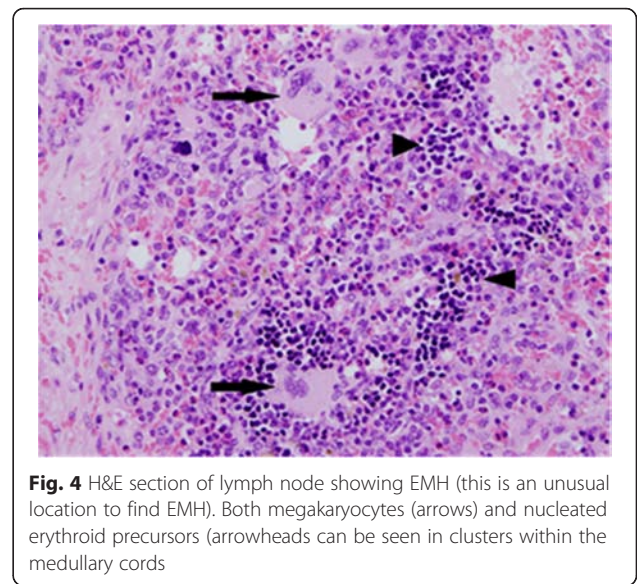 Fig. 4 H&E section of lymph node showing EMH (this is an unusual
location to find EMH). Both megakaryocytes (arrows) and nucleated
erythroid precursors (arrowheads can be seen in clusters within the
medullary cords